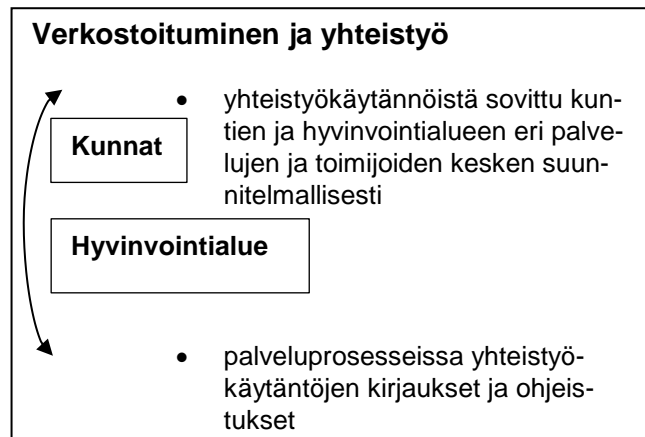 Verkostoituminen ja yhteistyö
• yhteistyökäytännöistä sovittu kun-
tien ja hyvinvointialueen eri palve-
lujen ja toimijoiden kesken suun-
nitelmallisesti
Kunnat
Hyvinvointialue
• palveluprosesseissa yhteistyö-
käytäntöjen kirjaukset ja ohjeis-
tukset